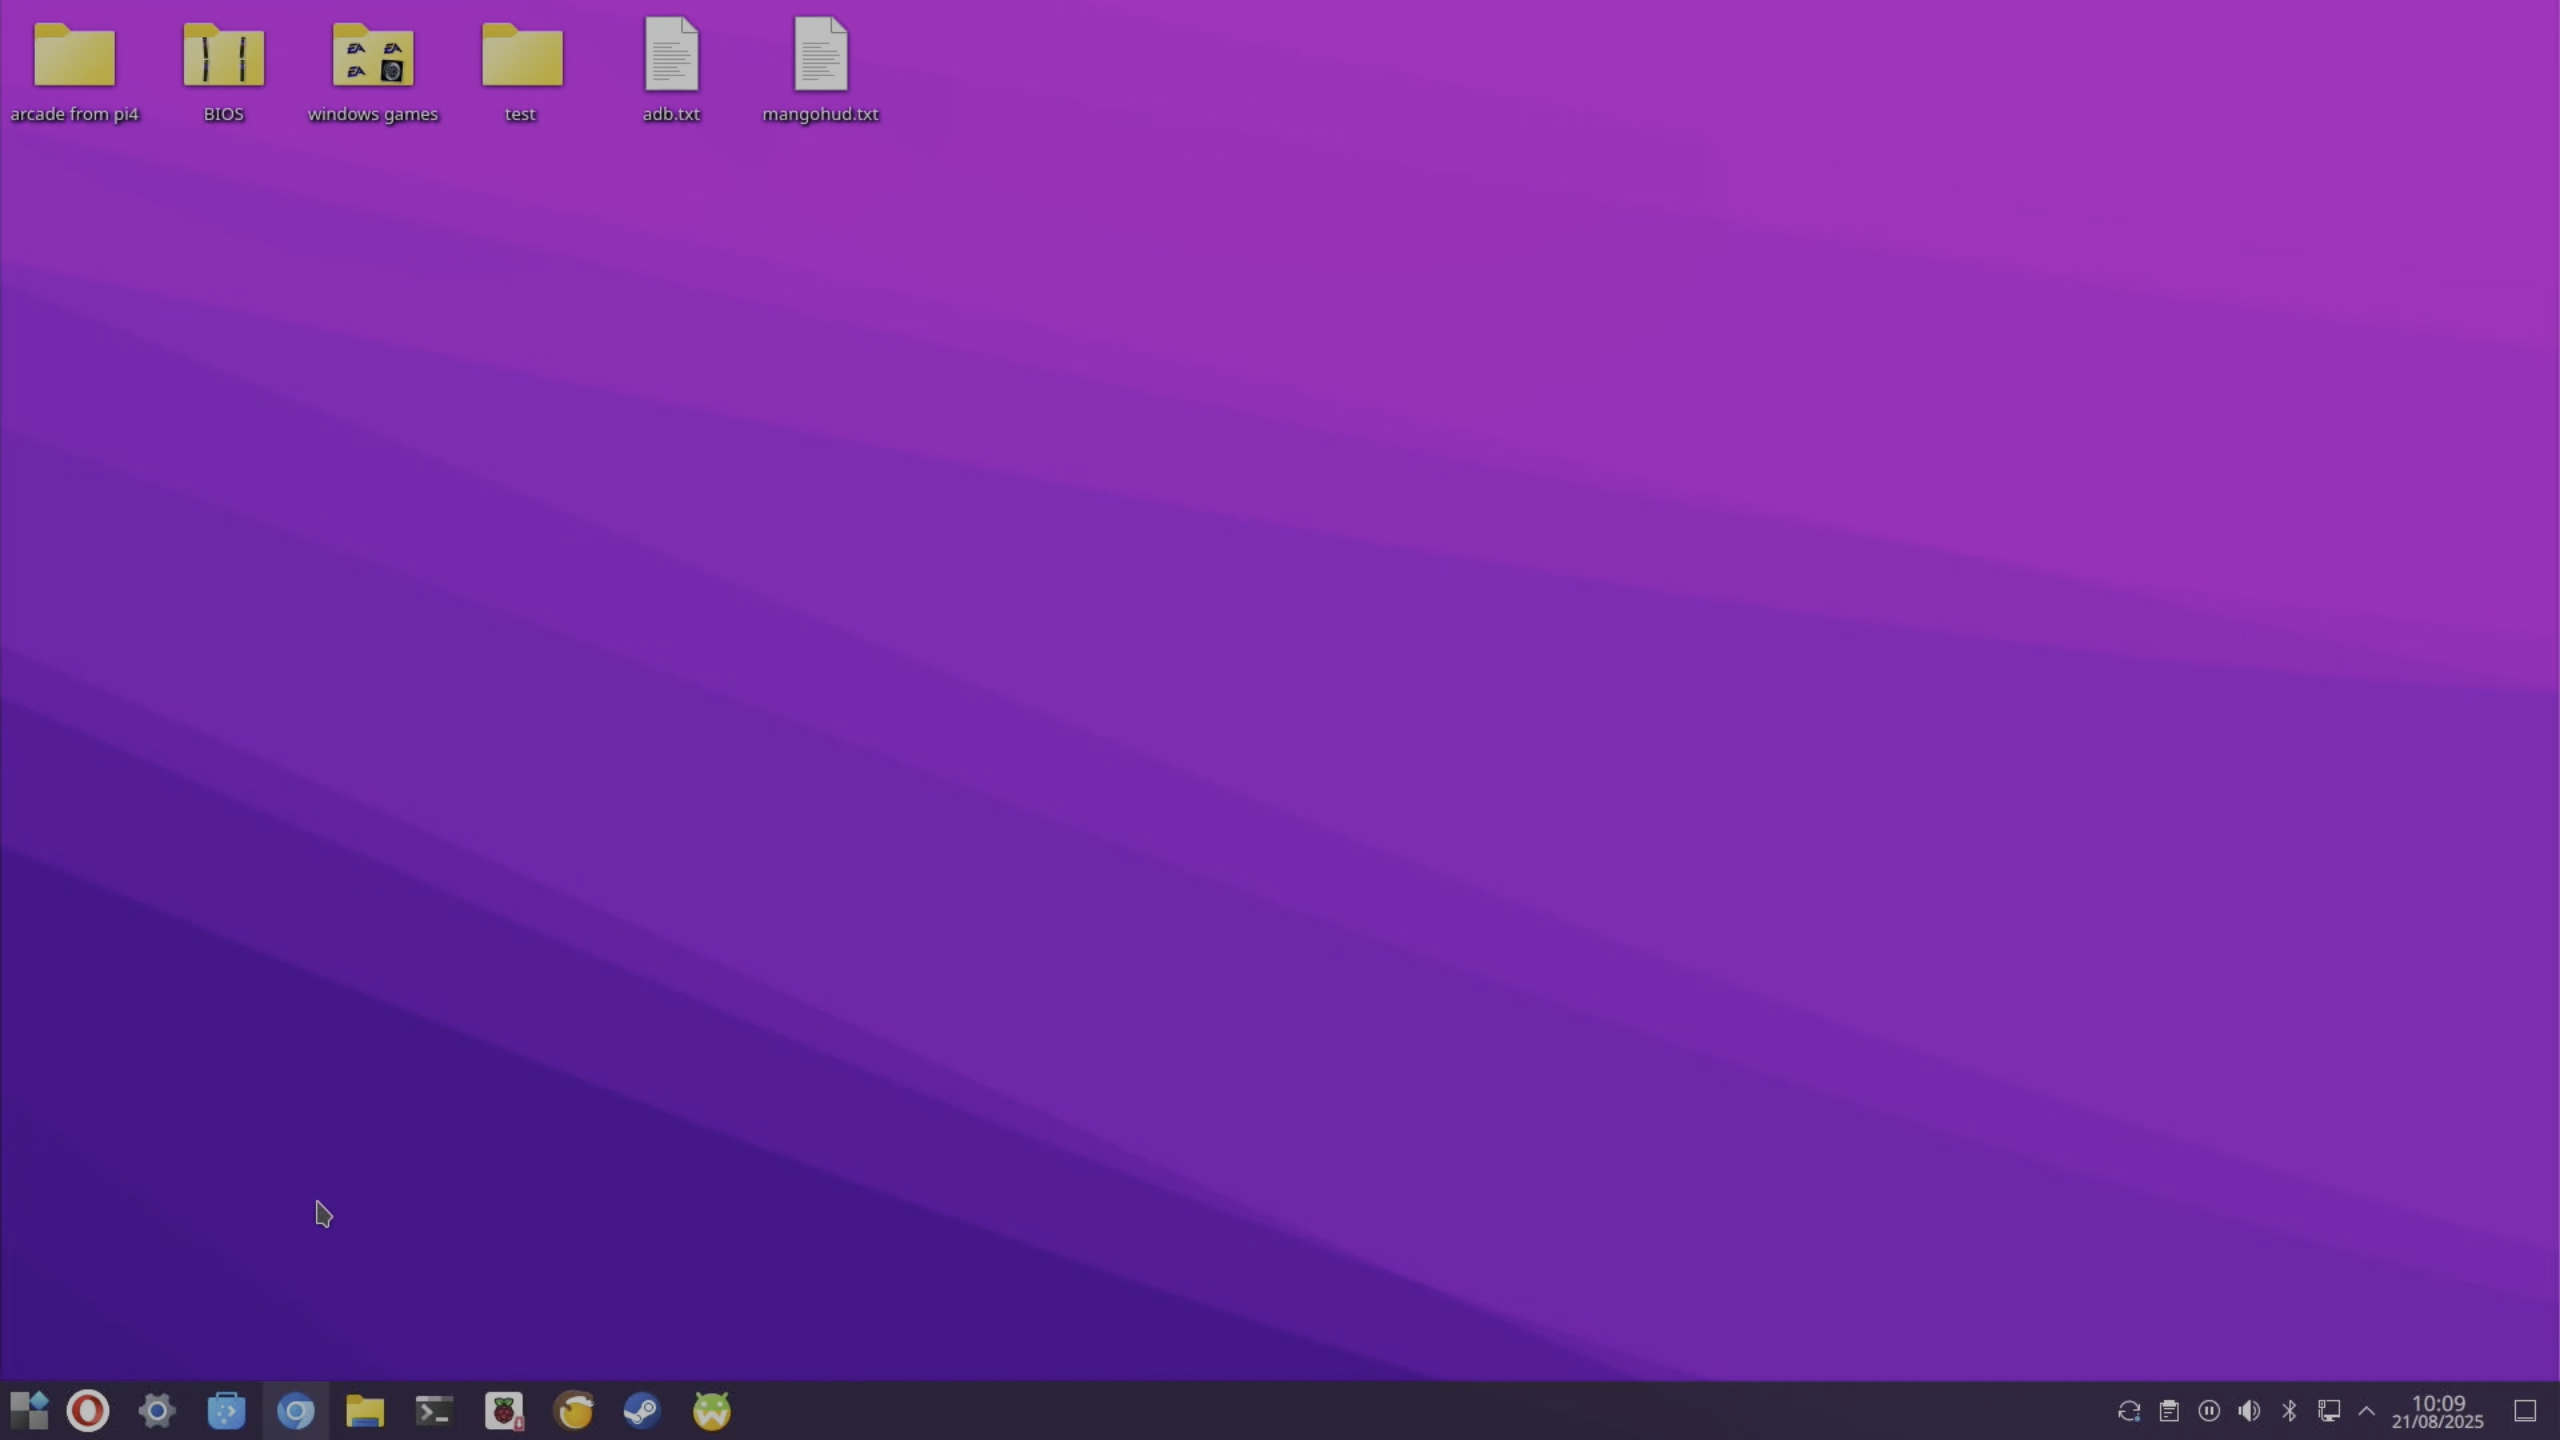 arcade from pi4
BIOS
windows games
test
adb.txt
mangohud.txt
10:09
21/08/2025